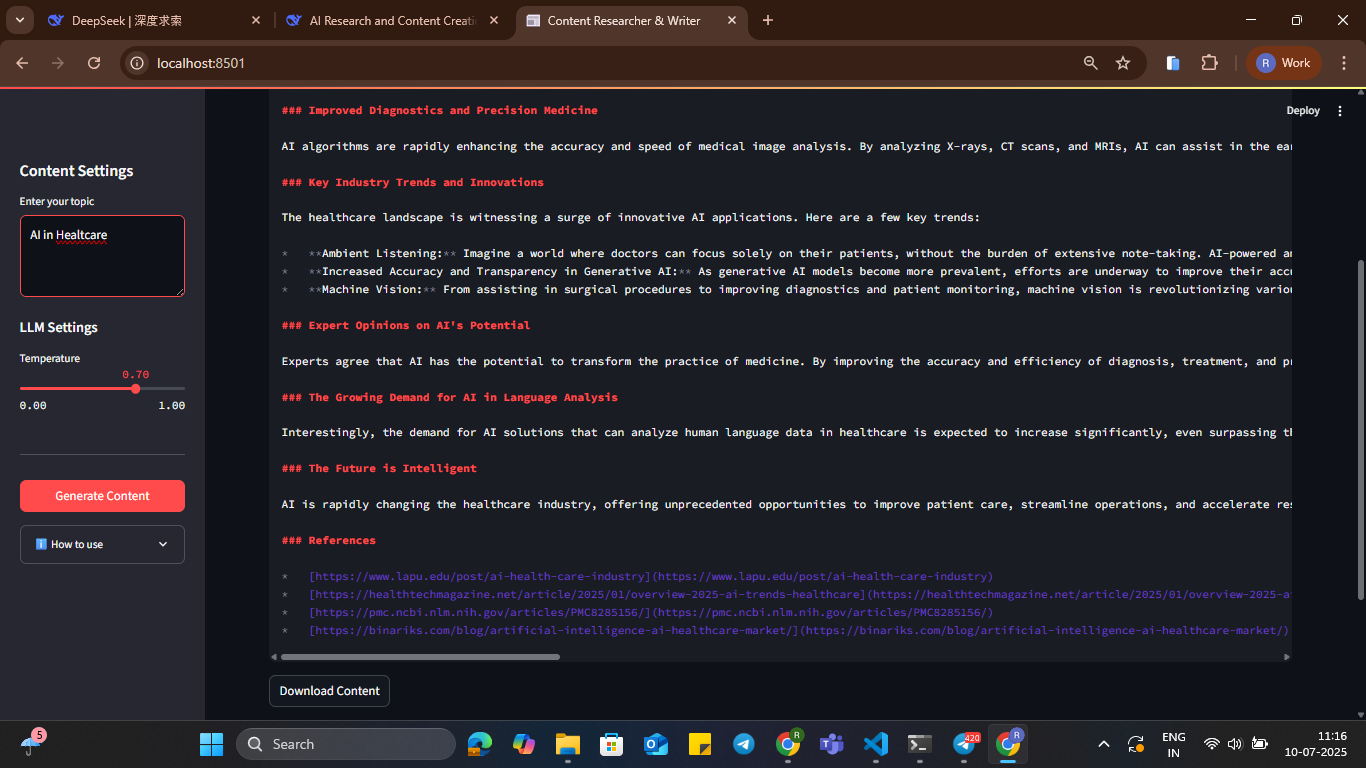 DeepSeek | 深度求索
AI Research and Content Creati
Content Researcher & Writer
localhost:8501
R Work
Deploy
Content Settings
Enter your topic
AI in Healtcare
LLM Settings
Temperature
0.70
0.00 1.00
Generate Content
How to use
### Improved Diagnostics and Precision Medicine
AI algorithms are rapidly enhancing the accuracy and speed of medical image analysis. By analyzing X-rays, CT scans, and MRIs, AI can assist in the ear
### Key Industry Trends and Innovations
The healthcare landscape is witnessing a surge of innovative AI applications. Here are a few key trends:
* **Ambient Listening:** Imagine a world where doctors can focus solely on their patients, without the burden of extensive note-taking. AI-powered am
* **Increased Accuracy and Transparency in Generative AI:** As generative AI models become more prevalent, efforts are underway to improve their accu
* **Machine Vision:** From assisting in surgical procedures to improving diagnostics and patient monitoring, machine vision is revolutionizing variou
### Expert Opinions on AI's Potential
Experts agree that AI has the potential to transform the practice of medicine. By improving the accuracy and efficiency of diagnosis, treatment, and pr
### The Growing Demand for AI in Language Analysis
Interestingly, the demand for AI solutions that can analyze human language data in healthcare is expected to increase significantly, even surpassing th
### The Future is Intelligent
AI is rapidly changing the healthcare industry, offering unprecedented opportunities to improve patient care, streamline operations, and accelerate res
### References
* [https://www.lapu.edu/post/ai-health-care-industry](https://www.lapu.edu/post/ai-health-care-industry)
* [https://healthtechmagazine.net/article/2025/01/overview-2025-ai-trends-healthcare](https://healthtechmagazine.net/article/2025/01/overview-2025-a
* [https://pmc.ncbi.nlm.nih.gov/articles/PMC8285156/](https://pmc.ncbi.nlm.nih.gov/articles/PMC8285156/)
* [https://binariks.com/blog/artificial-intelligence-ai-healthcare-market/](https://binariks.com/blog/artificial-intelligence-ai-healthcare-market/)
Download Content
5
Search
R
420
R
ENG
IN
11:16
10-07-2025